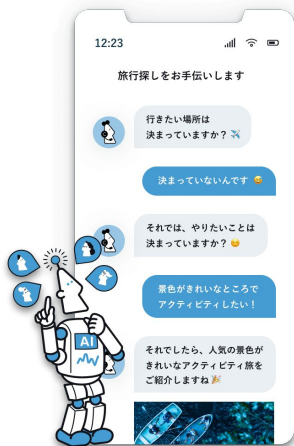 12:23
旅行探しをお手伝いします
行きたい場所は
決まっていますか？✈️
決まっていないんです 😅
それでは、やりたいことは
決まっていますか？😊
景色がきれいなところで
アクティビティしたい！
それでしたら、人気の景色が
きれいなアクティビティ旅を
ご紹介しますね🎉
AI